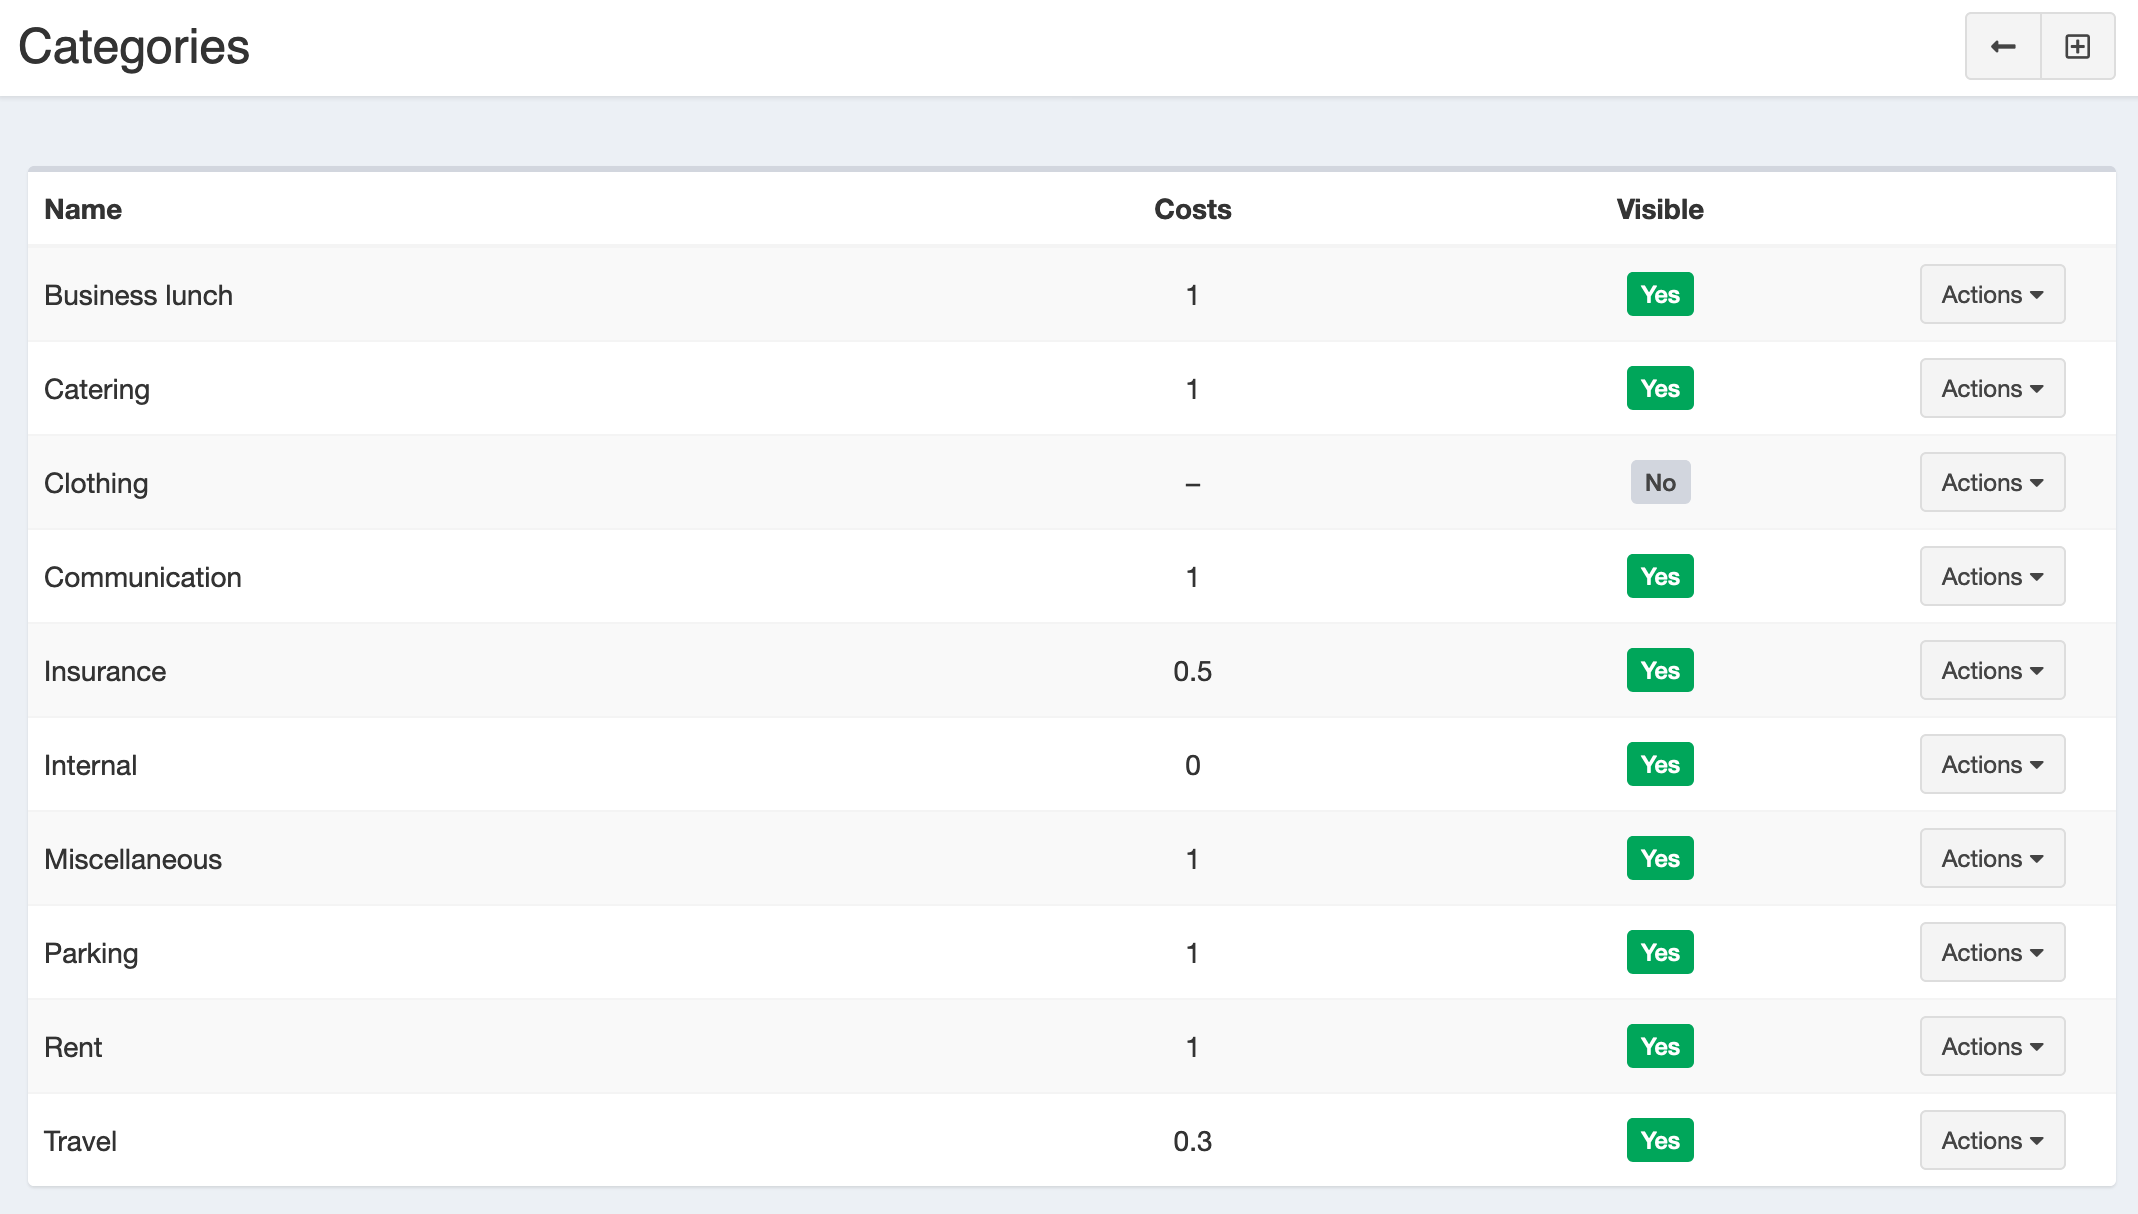 Categories
Name Costs Visible
Business lunch 1 Yes Actions
Catering 1 Yes Actions
Clothing – No Actions
Communication 1 Yes Actions
Insurance 0.5 Yes Actions
Internal 0 Yes Actions
Miscellaneous 1 Yes Actions
Parking 1 Yes Actions
Rent 1 Yes Actions
Travel 0.3 Yes Actions